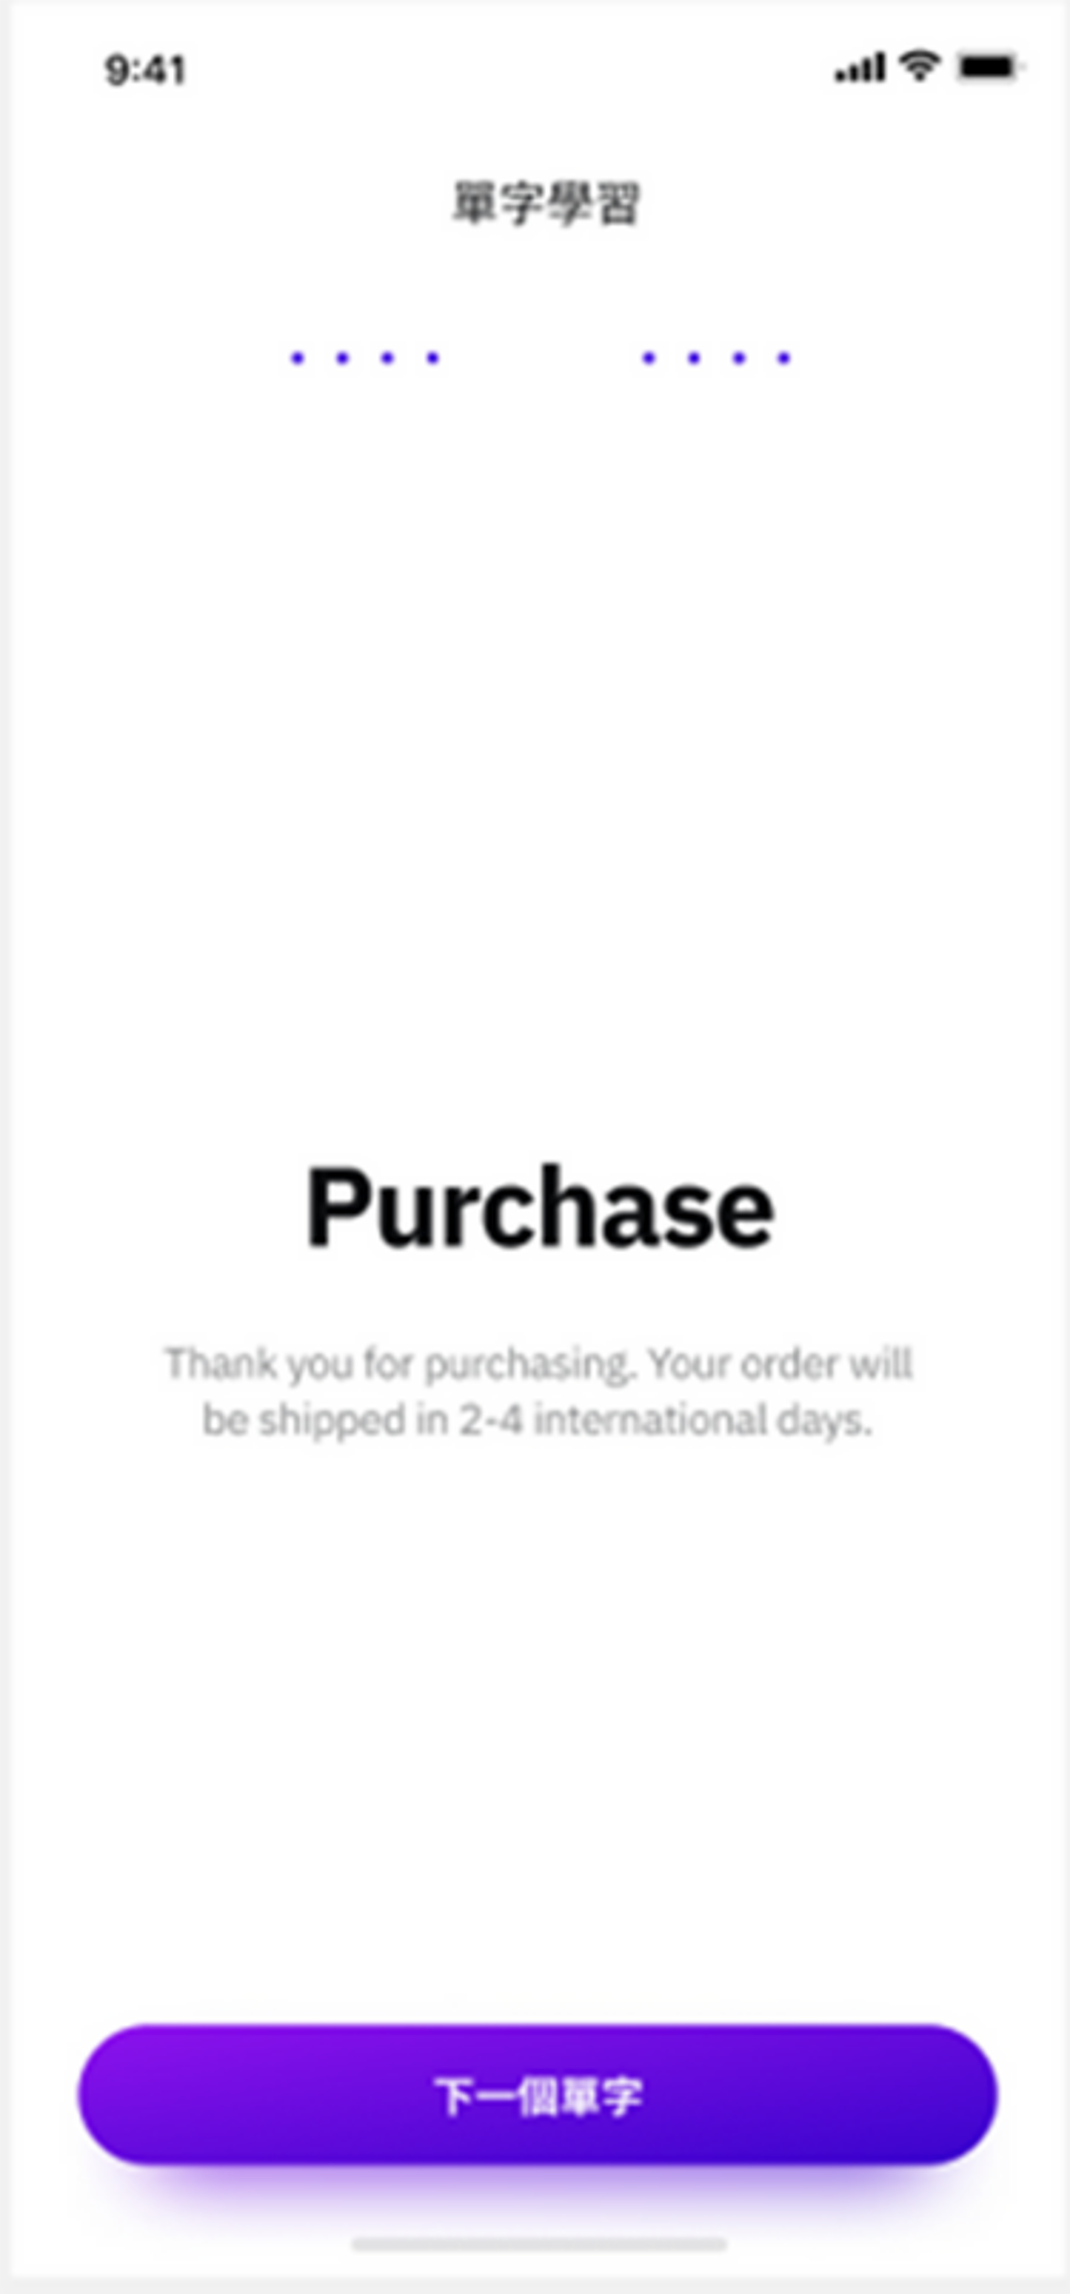 9:41
單字學習
Purchase
Thank you for purchasing. Your order will
be shipped in 2-4 international days.
下一個單字